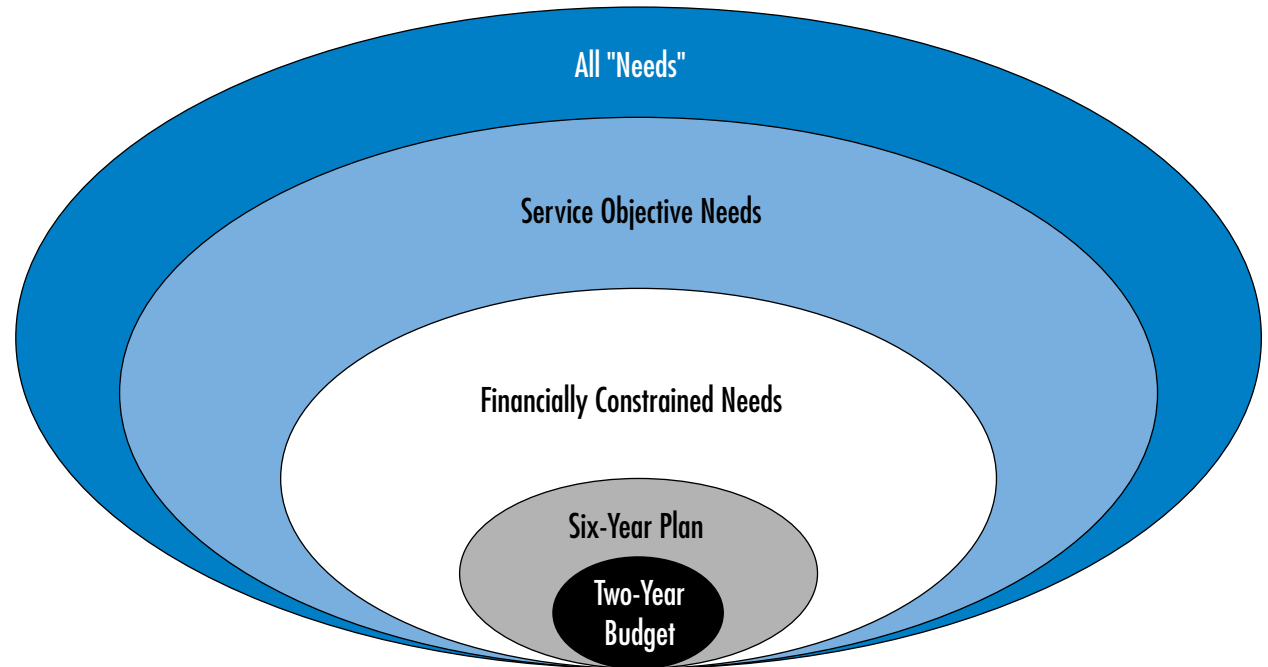 All "Needs"
Service Objective Needs
Financially Constrained Needs
Six-Year Plan
Two-Year
Budget